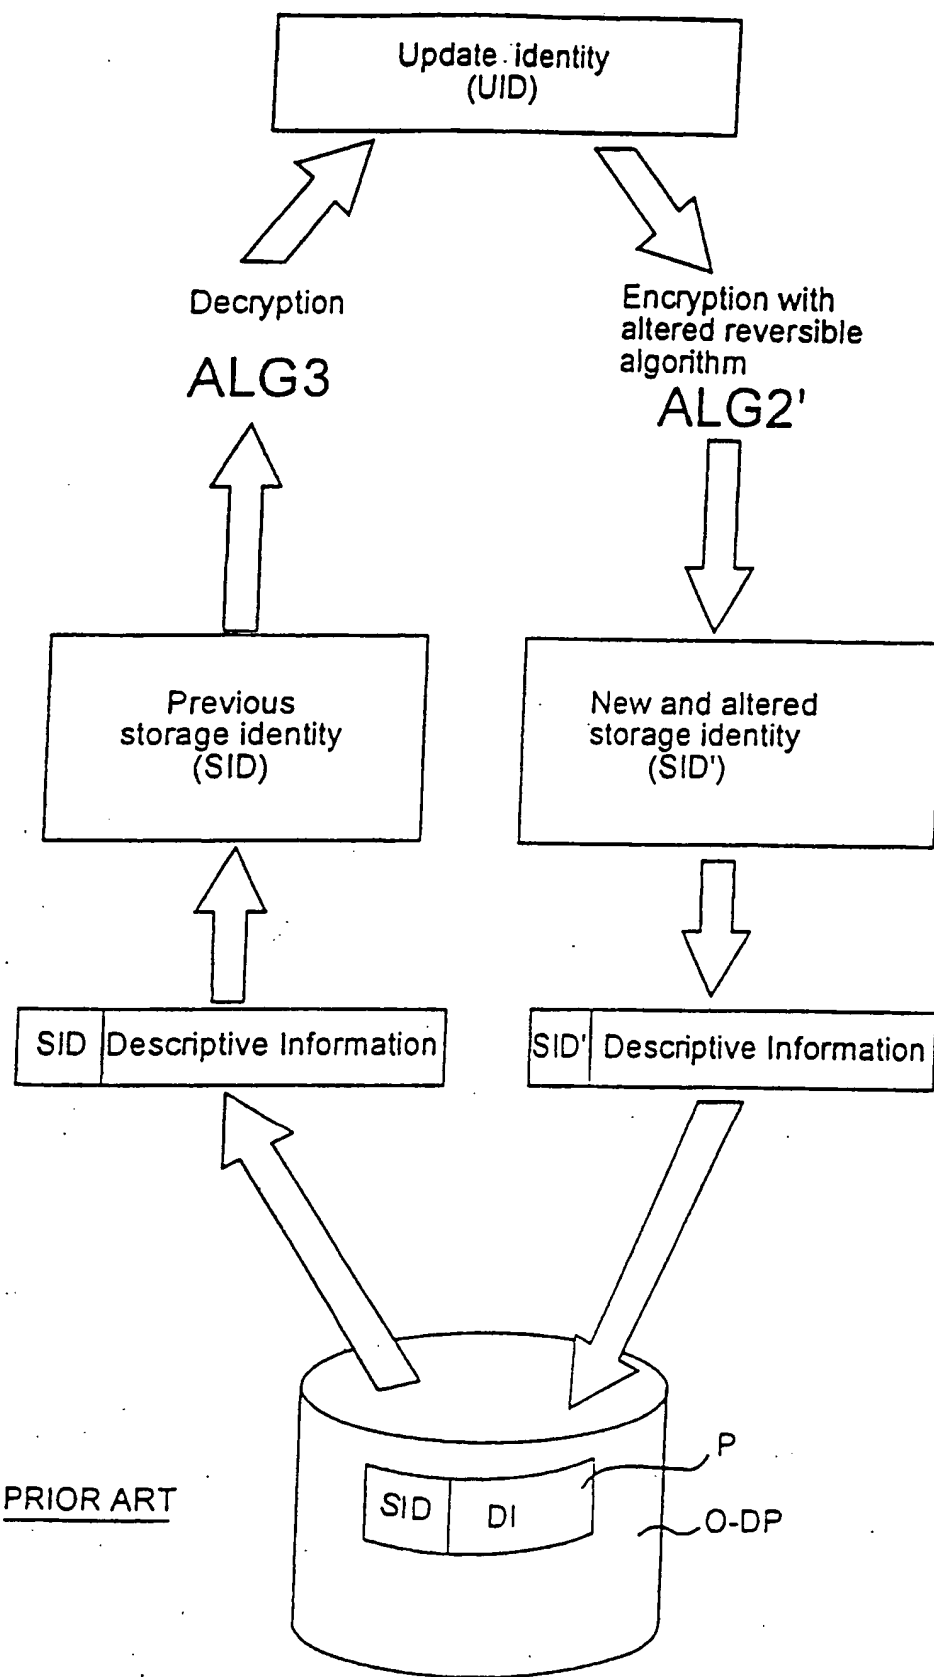 Update identity
(UID)
Decryption
ALG3
Encryption with
altered reversible
algorithm
ALG2'
Previous
storage identity
(SID)
New and altered
storage identity
(SID')
SID Descriptive Information
SID' Descriptive Information
P
SID DI
O-DP
PRIOR ART